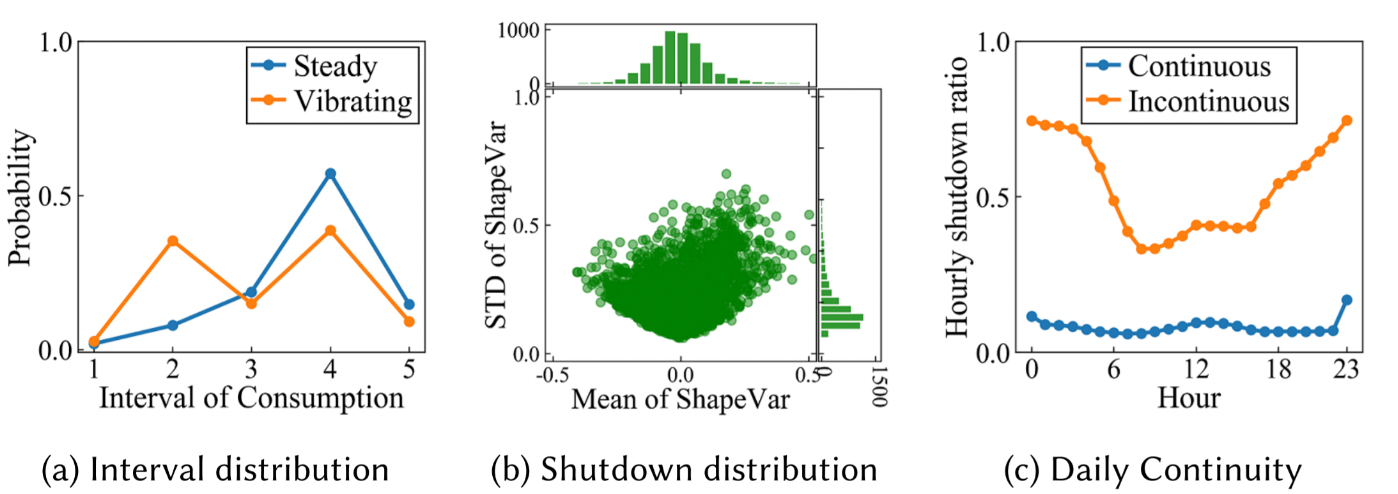 1.0
0.5
0.0
Probability
Steady
Vibrating
1 2 3 4 5
Interval of Consumption
(a) Interval distribution
1000
0
1.0
0.5
0.0
STD of ShapeVar
-0.5 0.0 0.5
0 1500
Mean of ShapeVar
(b) Shutdown distribution
1.0
0.5
0.0
Hourly shutdown ratio
Continuous
Incontinuous
0 6 12 18 23
Hour
(c) Daily Continuity